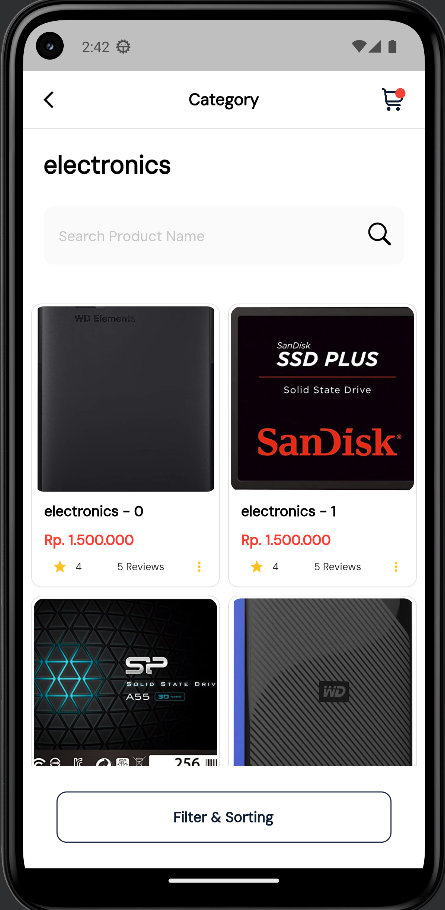 2:42
Category
electronics
Search Product Name
WD Elements
SanDisk
SSD PLUS
Solid State Drive
SanDisk®
electronics - 0
electronics - 1
Rp. 1.500.000
Rp. 1.500.000
4
5 Reviews
4
5 Reviews
SP
SOLID STATE DRIV
A55
WD
256
Filter & Sorting